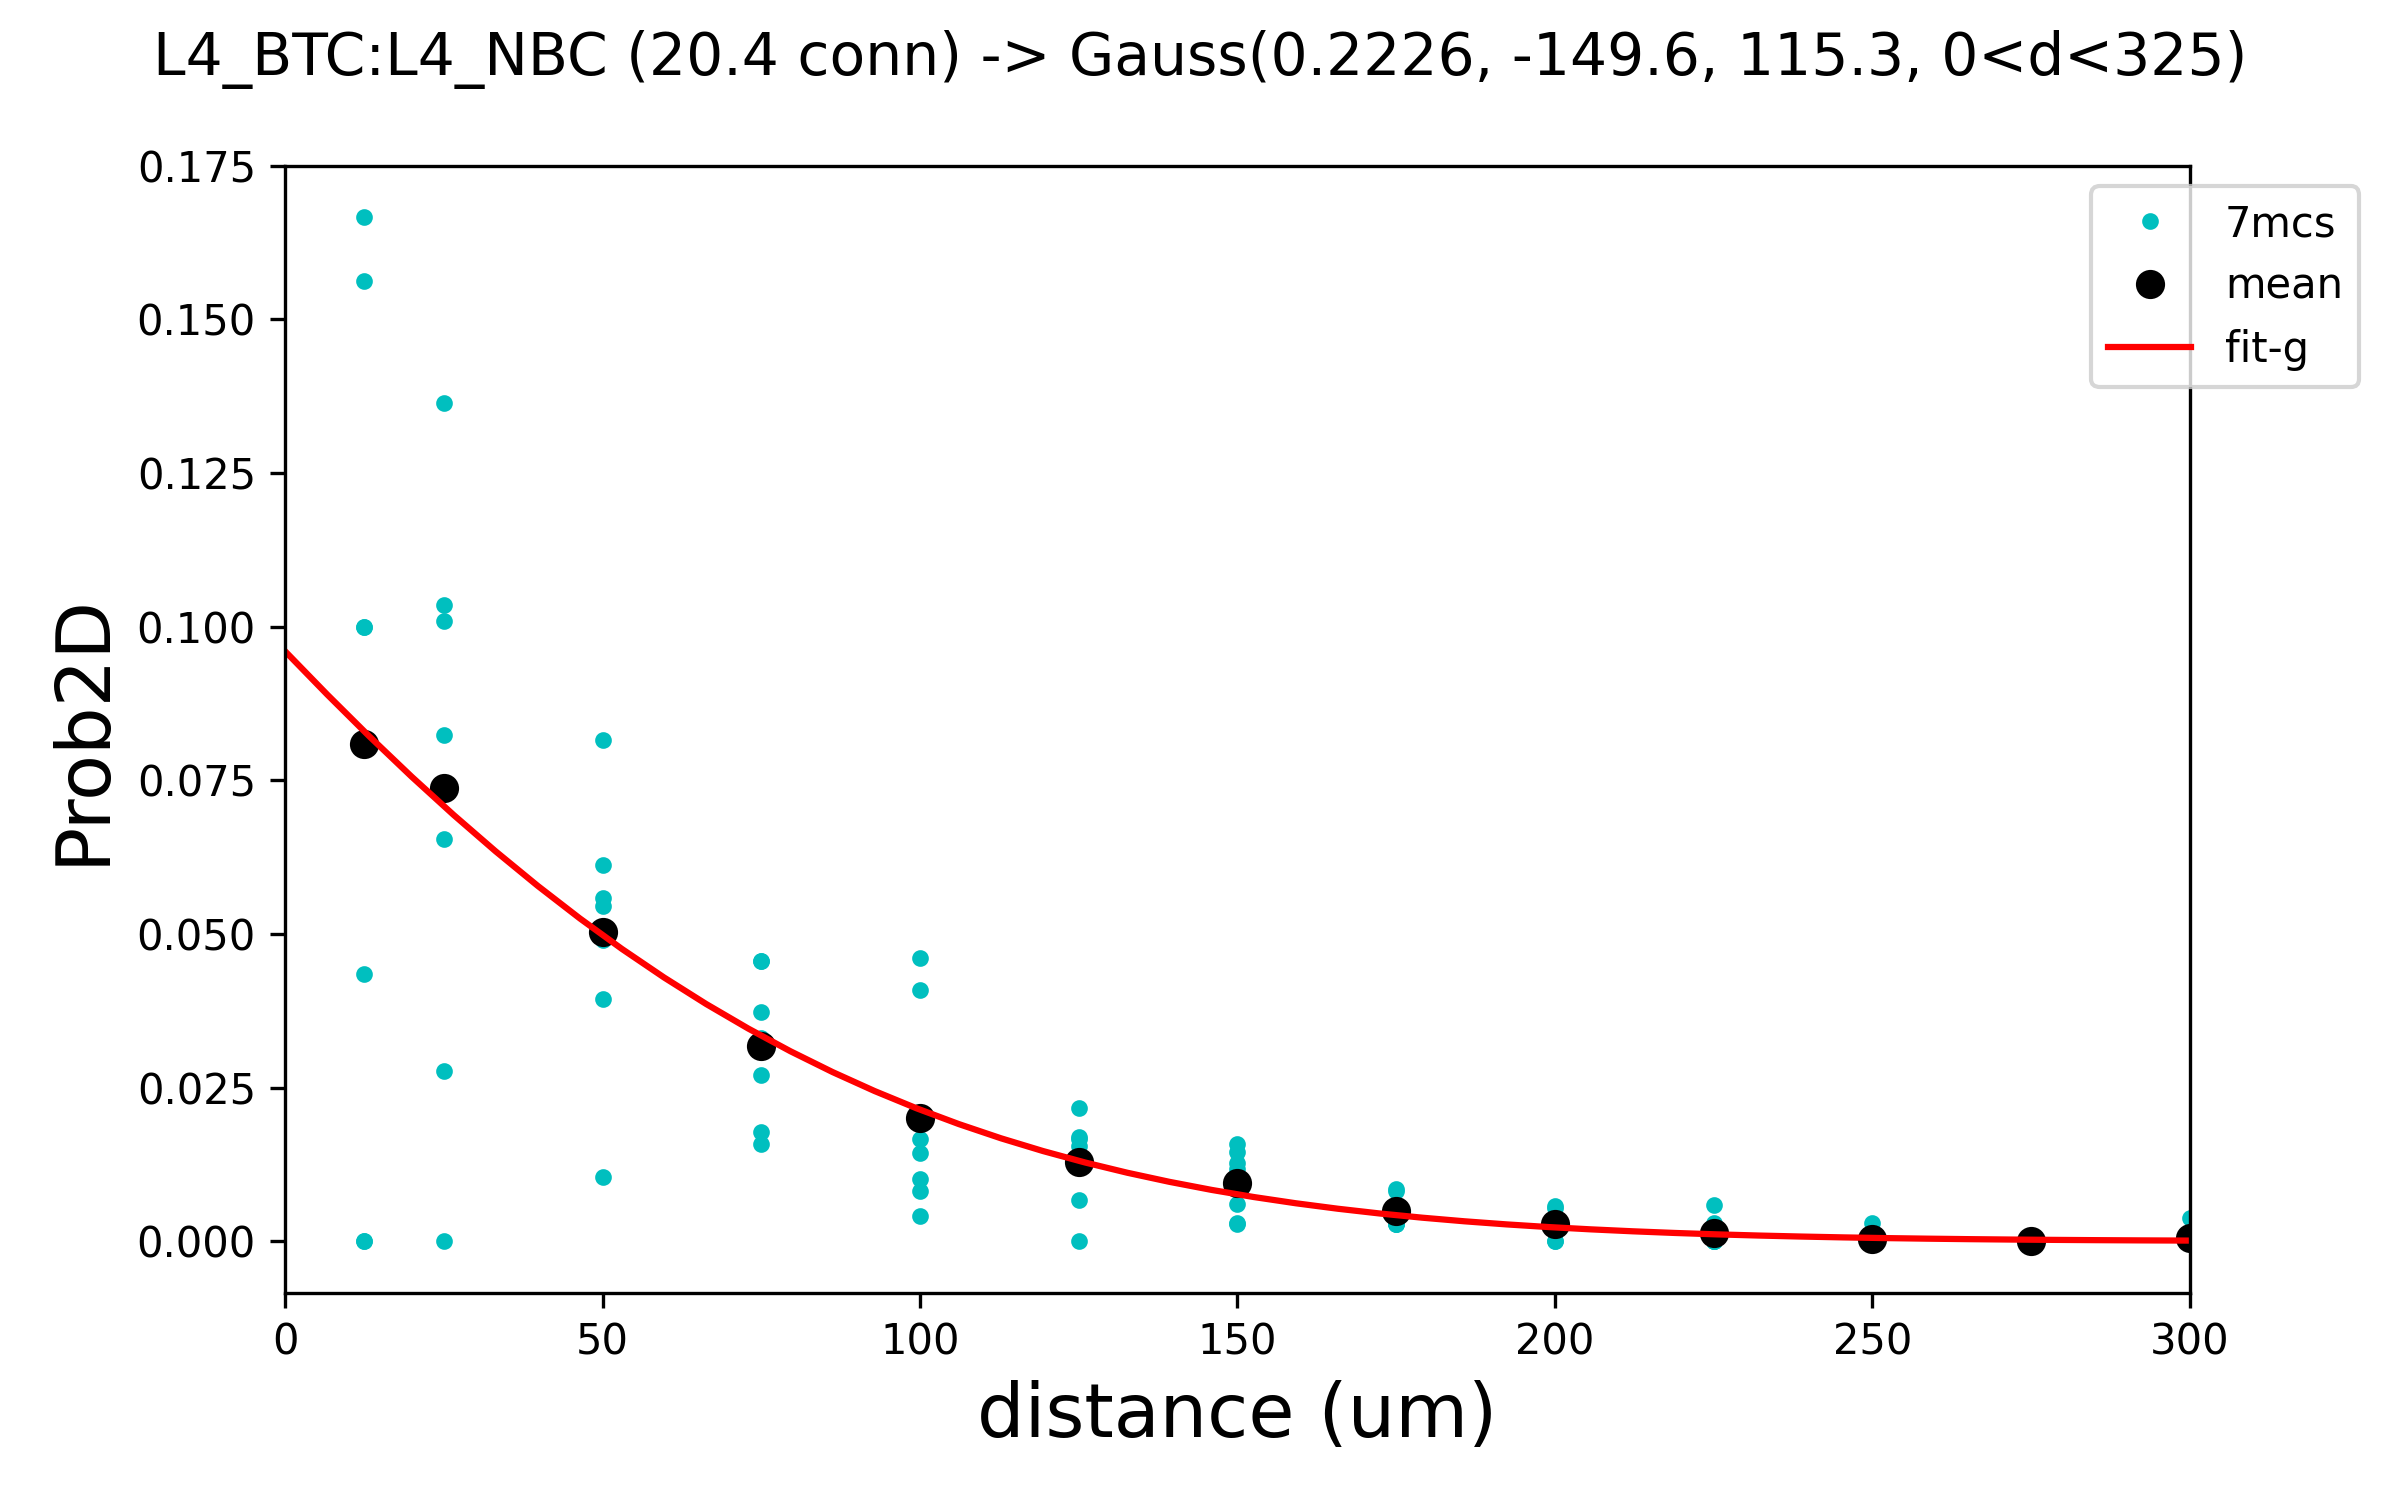 L4_BTC:L4_NBC (20.4 conn) -> Gauss(0.2226, -149.6, 115.3, 0<d<325)
0.175
0.150
0.125
0.100
0.075
0.050
0.025
0.000
Prob2D
7mcs
mean
fit-g
0 50 100 150 200 250 300
distance (um)